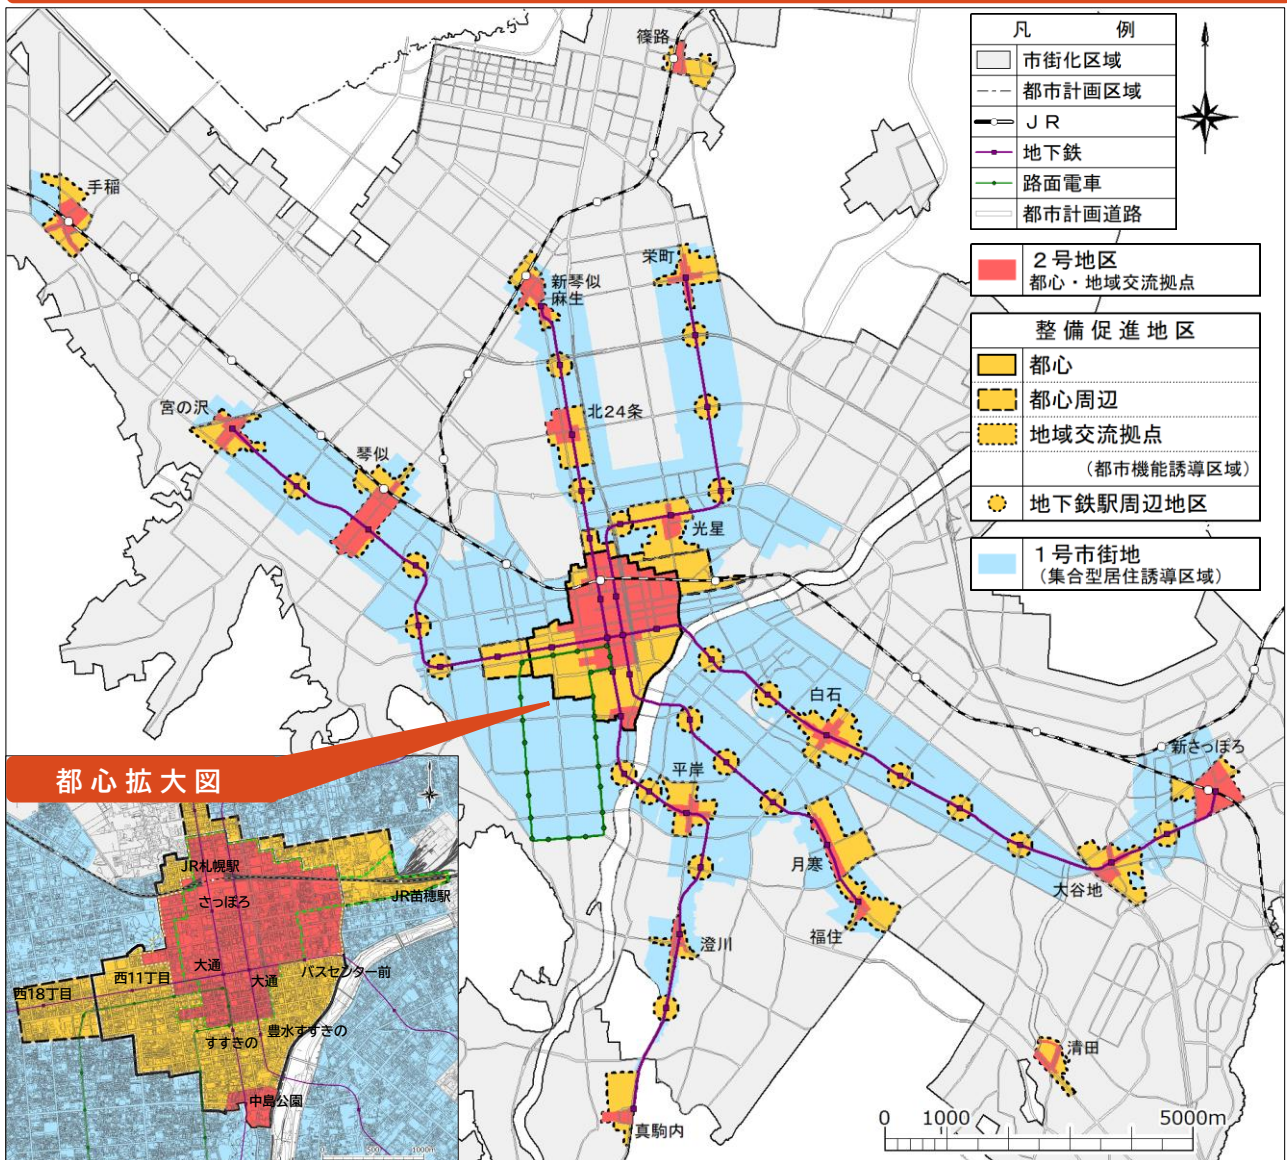 凡 例
市街化区域
都市計画区域
ＪＲ
地下鉄
路面電車
都市計画道路
２号地区
都心・地域交流拠点
整備促進地区
都心
都心周辺
地域交流拠点
（都市機能誘導区域）
地下鉄駅周辺地区
１号市街地
（集合型居住誘導区域）
篠路
手稲
栄町
新琴似
麻生
宮の沢
北24条
琴似
光星
白石
新さっぽろ
平岸
月寒
大谷地
福住
澄川
清田
真駒内
0 1000 5000m
都心拡大図
JR札幌駅
JR苗穂駅
さっぽろ
大通
大通
バスセンター前
西11丁目
西18丁目
豊水すすきの
すすきの
中島公園
0 500 1000m